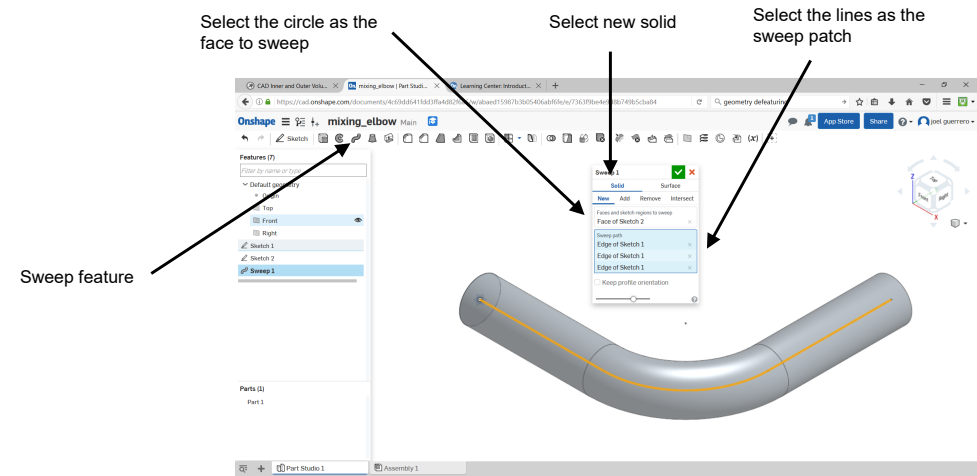 Select the circle as the
face to sweep
Select new solid
Select the lines as the
sweep patch
Sweep feature
CAD Inner and Outer Volu...
mixing_elbow | Part Studi...
Learning Center: Introduct...
https://cad.onshape.com/documents/
geometry defeaturing
Onshape
mixing_elbow Main
App Store
Share
joel guerrero
Sketch
(x)
Features (7)
Filter by name or type
Default geometry
Origin
Top
Front
Right
Sketch 1
Sketch 2
Sweep 1
Sweep 1
Solid Surface
New Add Remove Intersect
Faces and sketch regions to sweep
Face of Sketch 2
Sweep path
Edge of Sketch 1
Edge of Sketch 1
Edge of Sketch 1
Keep profile orientation
Z
Top
Front
Right
X
Parts (1)
Part 1
Part Studio 1
Assembly 1